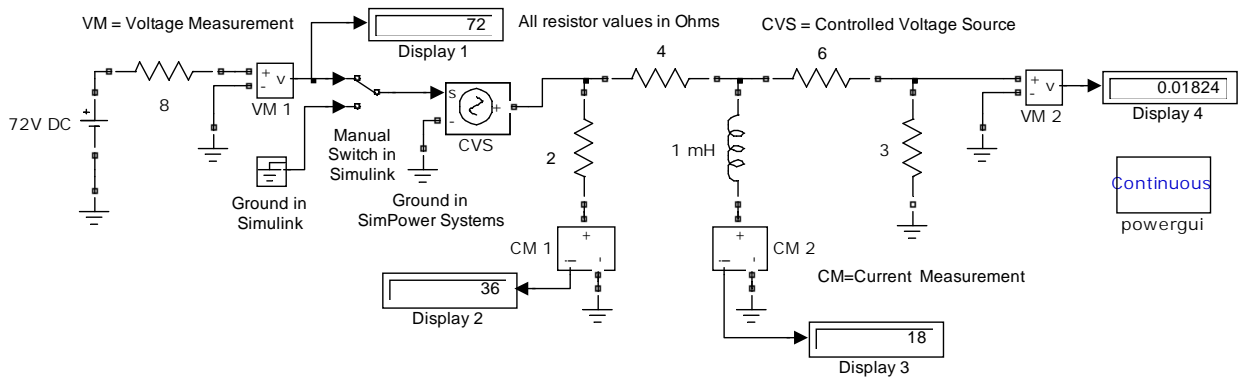 VM = Voltage Measurement
72
Display 1
All resistor values in Ohms
CVS = Controlled Voltage Source
8
+
-
v
VM 1
72V DC
+
s
-
+
CVS
4
6
+
-
v
VM 2
0.01824
Display 4
Manual
Switch in
Simulink
Ground in
Simulink
Ground in
SimPower Systems
2
1 mH
3
Continuous
powergui
CM 1
+
i
-
CM 2
+
i
-
CM=Current Measurement
36
Display 2
18
Display 3